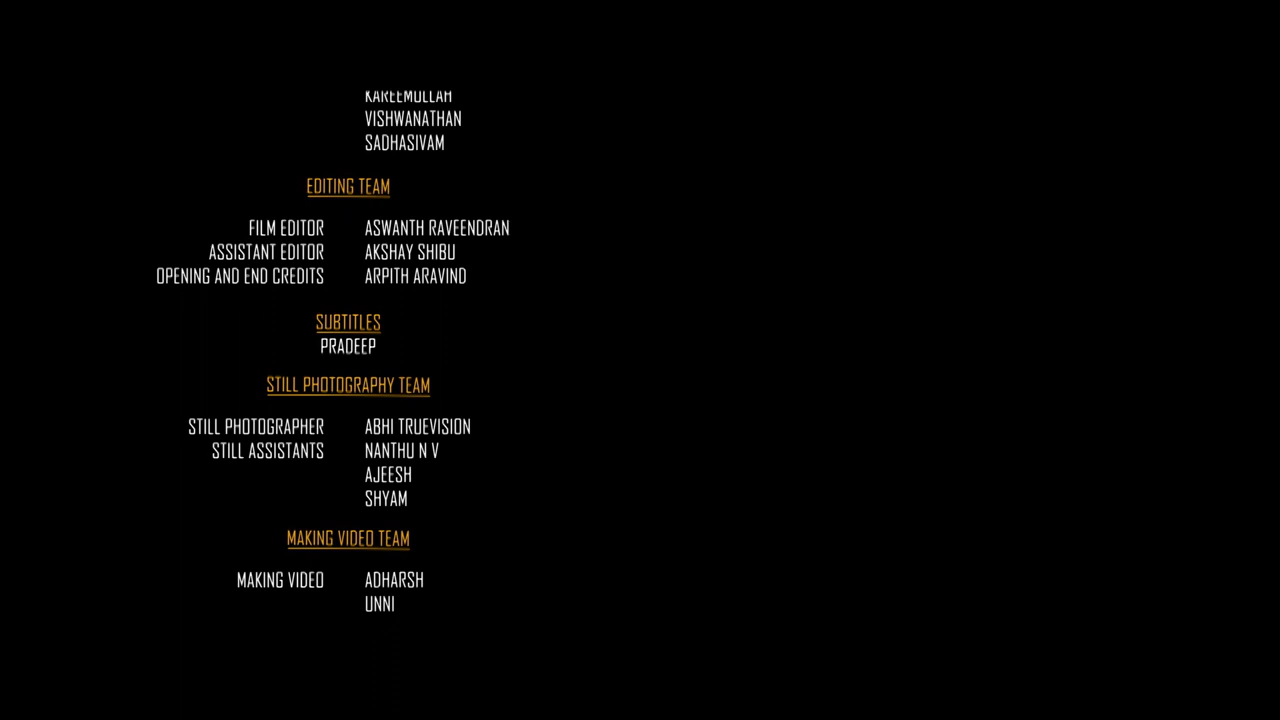 KAREEMULLAH
VISHWANATHAN
SADHASIVAM
EDITING TEAM
FILM EDITOR ASWANTH RAVEENDRAN
ASSISTANT EDITOR AKSHAY SHIBU
OPENING AND END CREDITS ARPITH ARAVIND
SUBTITLES
PRADEEP
STILL PHOTOGRAPHY TEAM
STILL PHOTOGRAPHER ABHI TRUEVISION
STILL ASSISTANTS NANTHU N V
AJEESH
SHYAM
MAKING VIDEO TEAM
MAKING VIDEO ADHARSH
UNNI